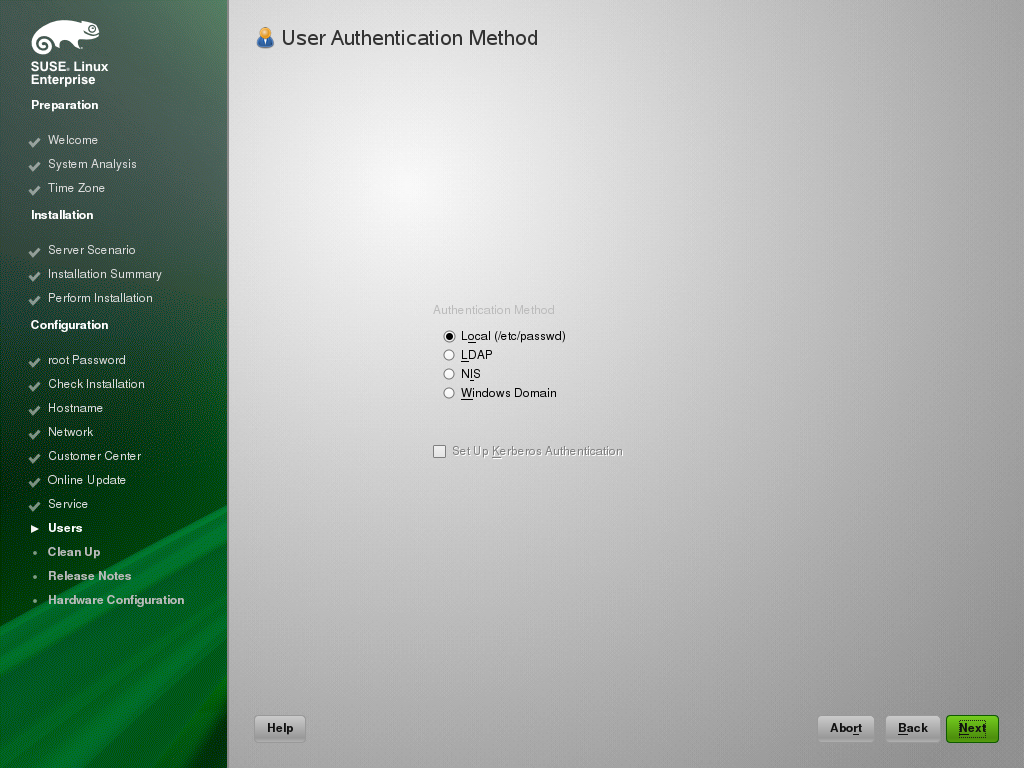 SUSE. Linux
Enterprise
Preparation
Welcome
System Analysis
Time Zone
Installation
Server Scenario
Installation Summary
Perform Installation
Configuration
root Password
Check Installation
Hostname
Network
Customer Center
Online Update
Service
Users
Clean Up
Release Notes
Hardware Configuration
User Authentication Method
Authentication Method
Local (/etc/passwd)
LDAP
NIS
Windows Domain
Set Up Kerberos Authentication
Help
Abort
Back
Next